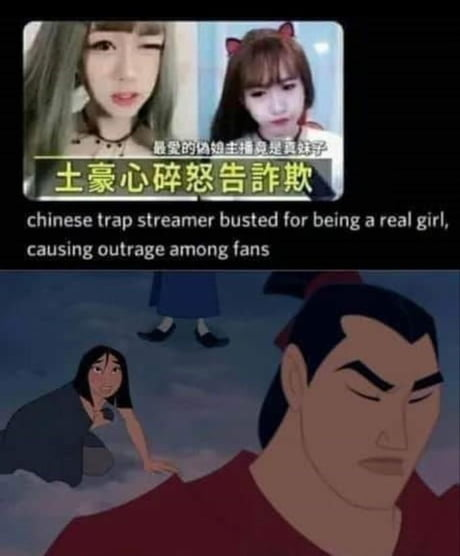 最愛的偽娘主播竟是真妹子
土豪心碎怒告詐欺
chinese trap streamer busted for being a real girl,
causing outrage among fans